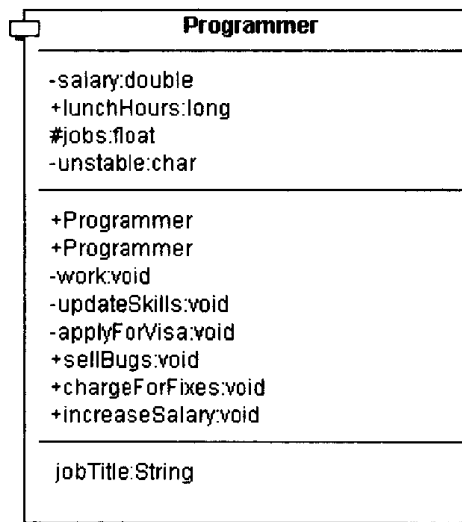 Programmer
-salary:double
+lunchHours:long
#jobs:float
-unstable:char
+Programmer
+Programmer
-work:void
-updateSkills:void
-applyForVisa:void
+sellBugs:void
+chargeForFixes:void
+increaseSalary:void
jobTitle:String